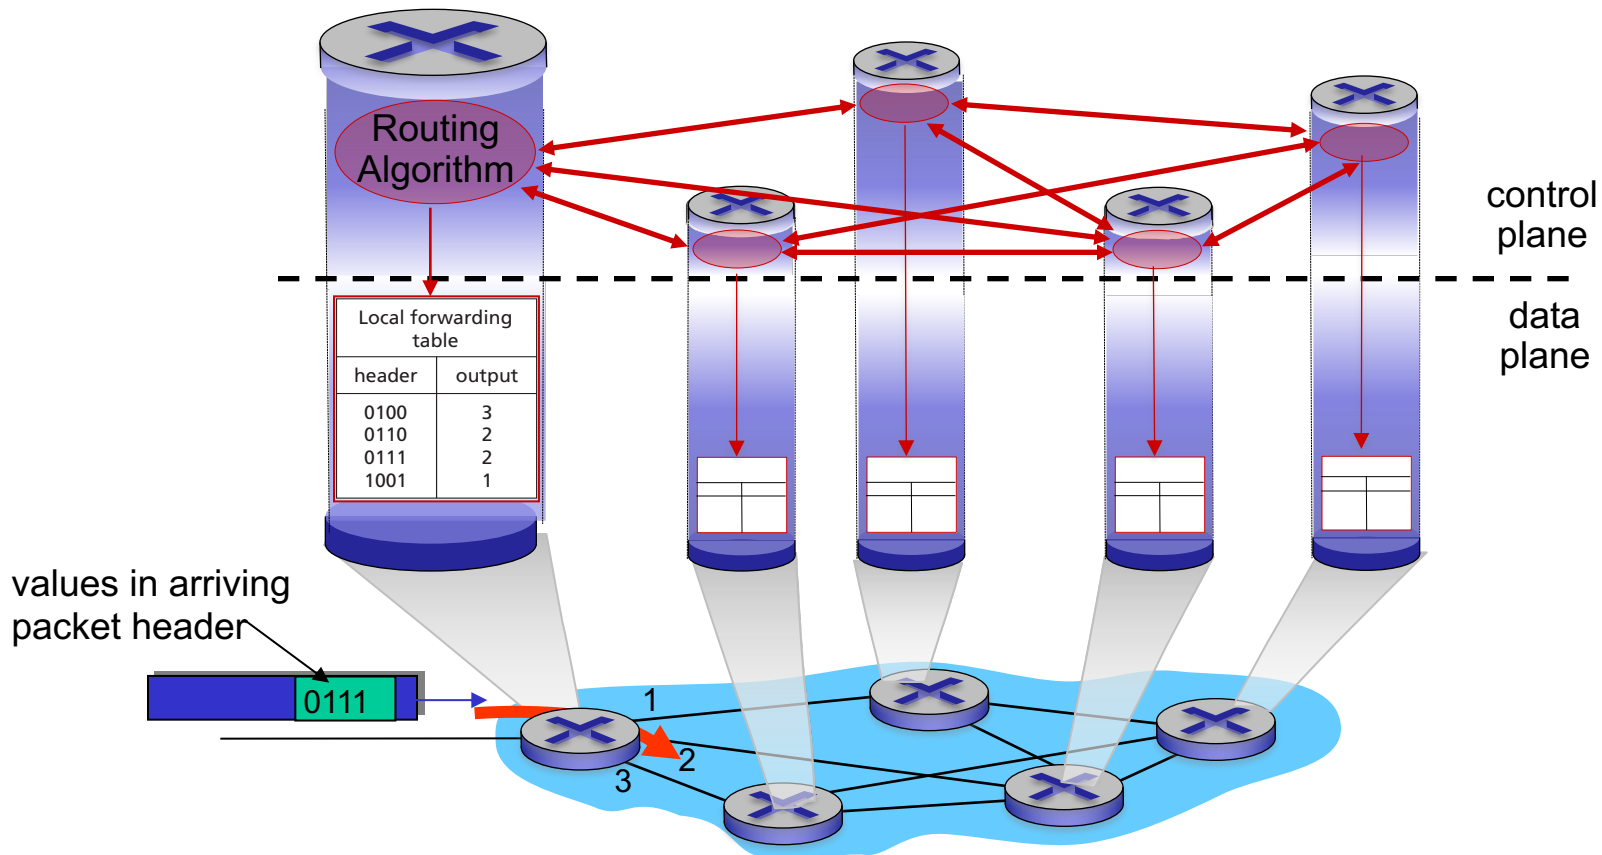 Routing
Algorithm
control
plane
data
plane
Local forwarding
table
header output
0100 3
0110 2
0111 2
1001 1
values in arriving
packet header
0111
1
2
3